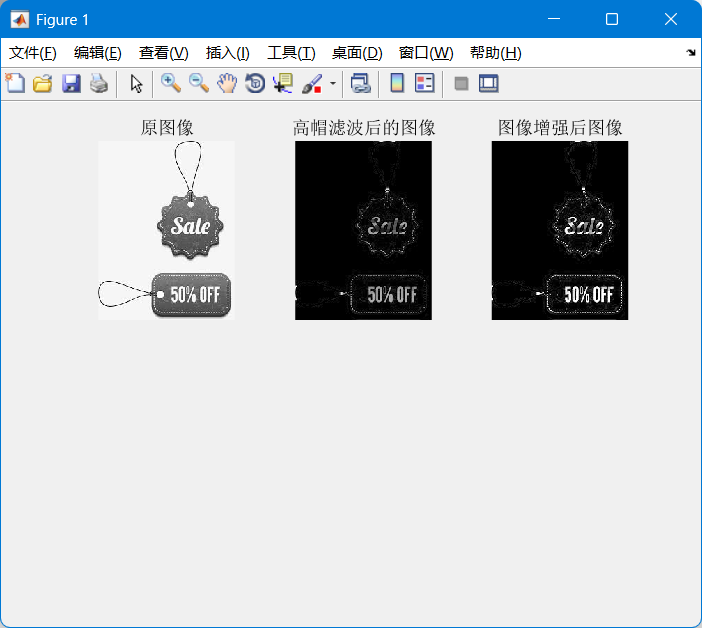 Figure 1
文件(F) 编辑(E) 查看(V) 插入(I) 工具(T) 桌面(D) 窗口(W) 帮助(H)
原图像 高帽滤波后的图像 图像增强后图像
Sale Sale Sale
50% OFF 50% OFF 50% OFF